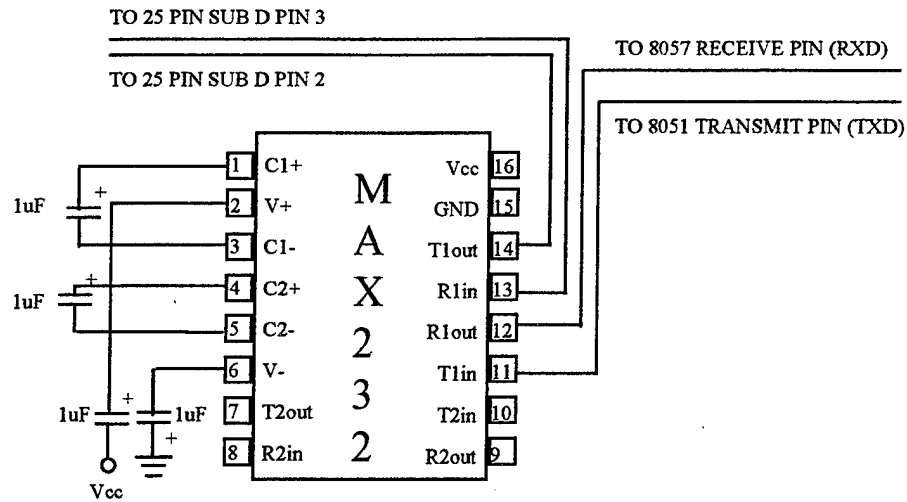 TO 25 PIN SUB D PIN 3
TO 25 PIN SUB D PIN 2
TO 8057 RECEIVE PIN (RXD)
TO 8051 TRANSMIT PIN (TXD)
1 C1+
2 V+
3 C1-
4 C2+
5 C2-
6 V-
7 T2out
8 R2in
MAX232
Vcc 16
GND 15
T1out 14
R1in 13
R1out 12
T1in 11
T2in 10
R2out 9
1uF +
1uF +
1uF +
1uF +
Vcc